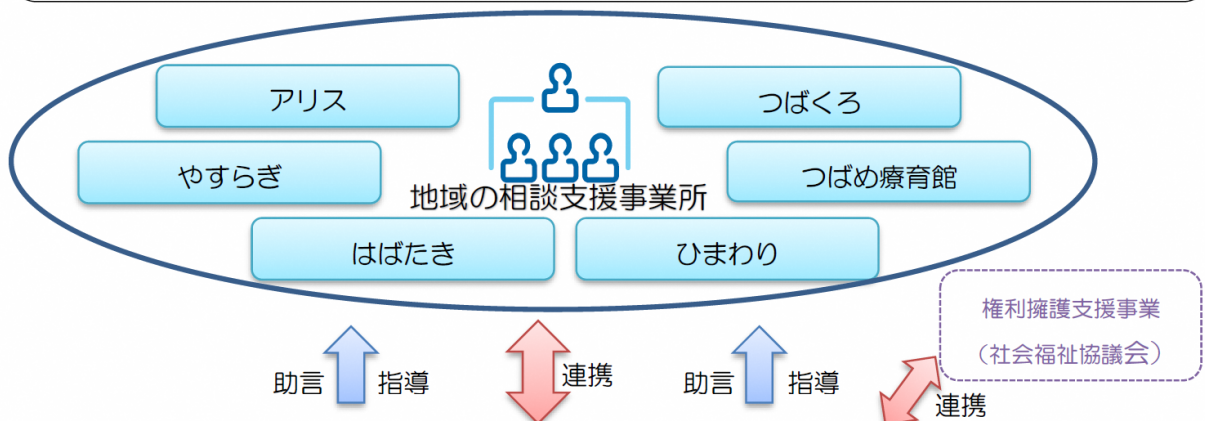 アリス
つばくろ
やすらぎ
つばめ療育館
地域の相談支援事業所
はばたき
ひまわり
権利擁護支援事業
（社会福祉協議会）
助言
指導
連携
助言
指導
連携